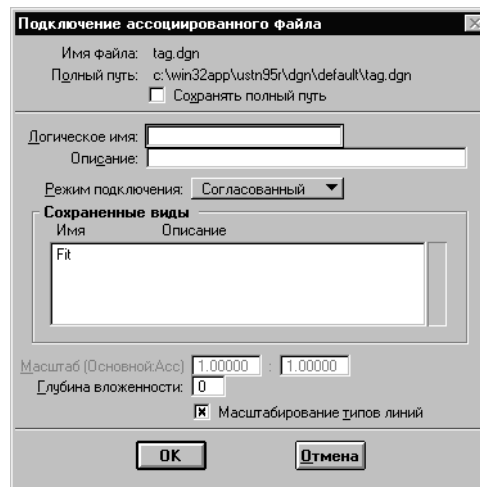 Подключение ассоциированного файла
Имя файла: tag.dgn
Полный путь: c:\win32app\ustn95r\dgn\default\tag.dgn
Сохранять полный путь
Логическое имя:
Описание:
Режим подключения: Согласованный
Сохраненные виды
Имя Описание
Fit
Масштаб (Основной:Асс) 1.00000 : 1.00000
Глубина вложенности: 0
Масштабирование типов линий
OK Отмена